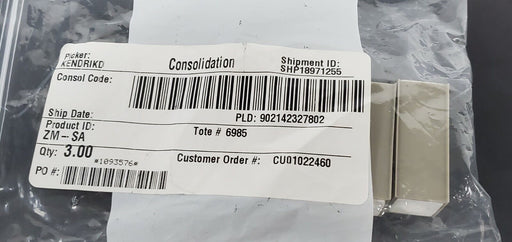 Picker: Consolidation Shipment ID:
KENDRIKD SHP18971255
Consol Code:
Ship Date: PLD: 902142327802
Product ID: Tote # 6985
ZM-SA
Qty: 3.00 Customer Order #: CUO1022460
*1093576*
PO #: